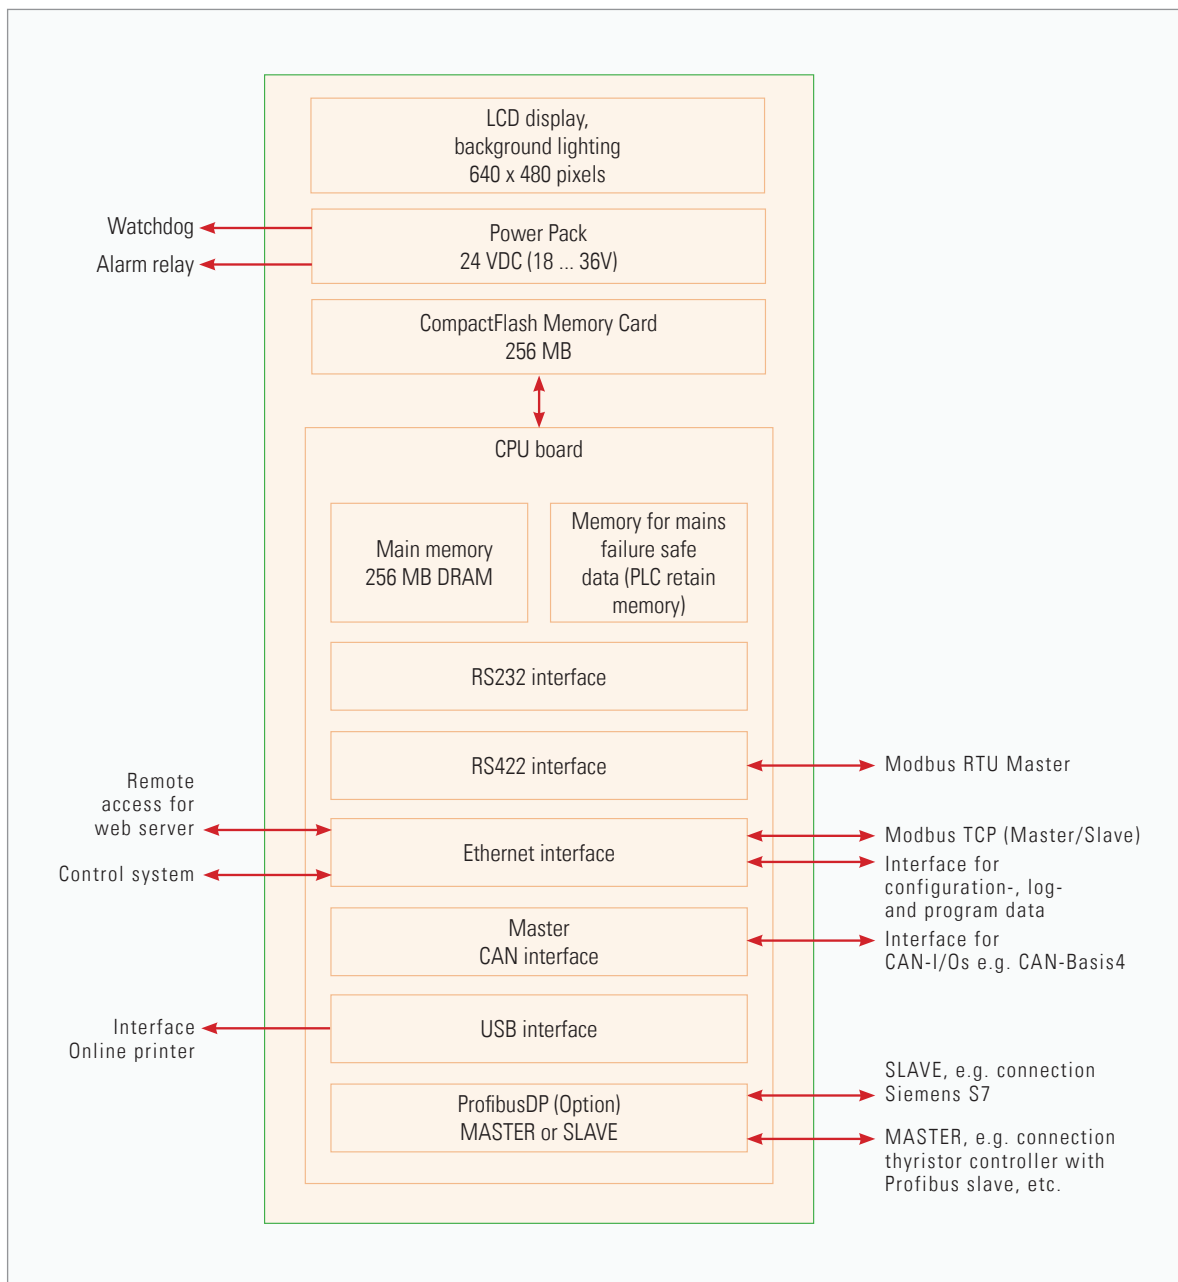 LCD display,
background lighting
640 x 480 pixels
Watchdog
Alarm relay
Power Pack
24 VDC (18 ... 36V)
CompactFlash Memory Card
256 MB
CPU board
Main memory
256 MB DRAM
Memory for mains
failure safe
data (PLC retain
memory)
RS232 interface
RS422 interface
Modbus RTU Master
Remote
access for
web server
Control system
Ethernet interface
Modbus TCP (Master/Slave)
Interface for
configuration-, log-
and program data
Master
CAN interface
Interface for
CAN-I/Os e.g. CAN-Basis4
Interface
Online printer
USB interface
ProfibusDP (Option)
MASTER or SLAVE
SLAVE, e.g. connection
Siemens S7
MASTER, e.g. connection
thyristor controller with
Profibus slave, etc.